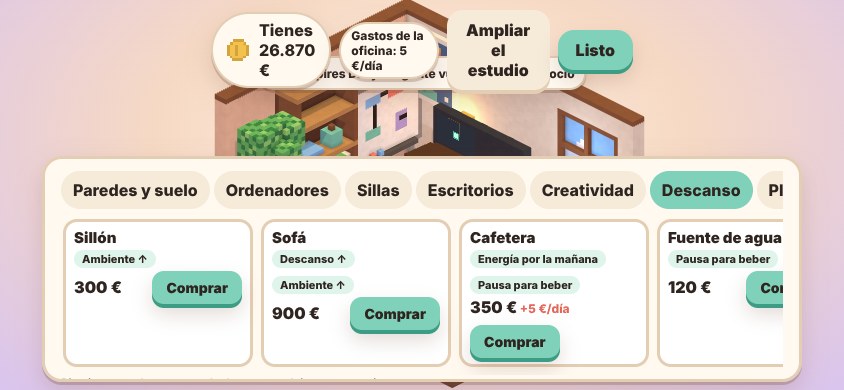 Tienes
26.870
€
Gastos de la
oficina: 5
€/día
Ampliar
el
estudio
Listo
Paredes y suelo
Ordenadores
Sillas
Escritorios
Creatividad
Descanso
Sillón
Ambiente ↑
300 €
Comprar
Sofá
Descanso ↑
Ambiente ↑
900 €
Comprar
Cafetera
Energía por la mañana
Pausa para beber
350 € +5 €/día
Comprar
Fuente de agua
Pausa para beber
120 €